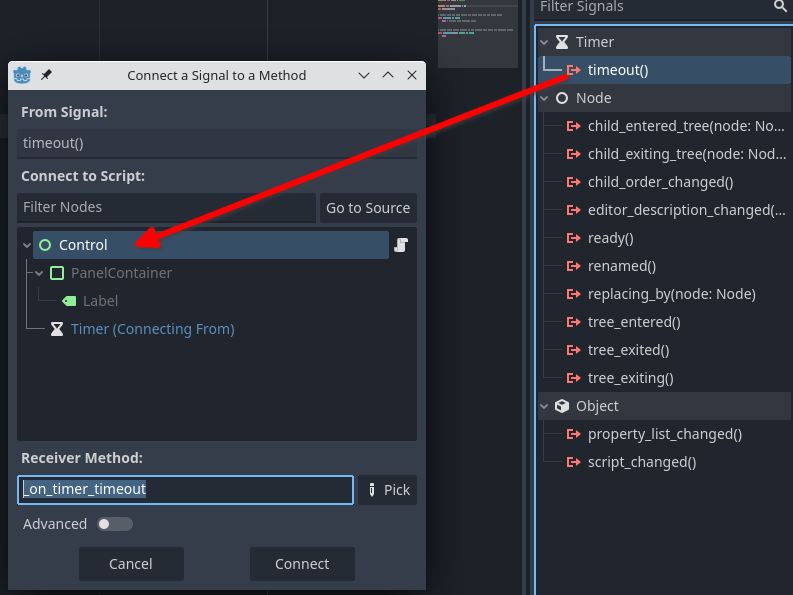 Connect a Signal to a Method
From Signal:
timeout()
Connect to Script:
Filter Nodes
Go to Source
Control
PanelContainer
Label
Timer (Connecting From)
Receiver Method:
_on_timer_timeout
Pick
Advanced
Cancel
Connect
Filter Signals
Timer
timeout()
Node
child_entered_tree(node: No...
child_exiting_tree(node: Nod...
child_order_changed()
editor_description_changed(...
ready()
renamed()
replacing_by(node: Node)
tree_entered()
tree_exited()
tree_exiting()
Object
property_list_changed()
script_changed()